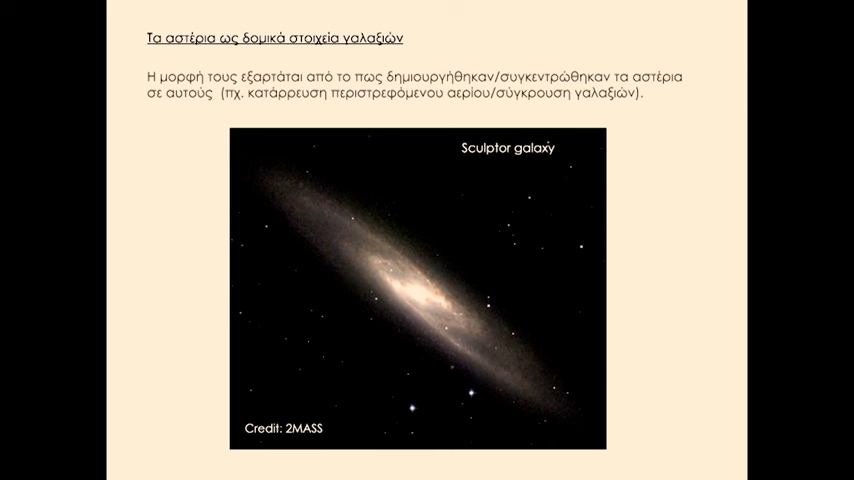 Τα αστέρια ως δομικά στοιχεία γαλαξιών
Η μορφή τους εξαρτάται από το πως δημιουργήθηκαν/συγκεντρώθηκαν τα αστέρια
σε αυτούς (πχ. κατάρρευση περιστρεφόμενου αερίου/σύγκρουση γαλαξιών).
Sculptor galaxy
Credit: 2MASS